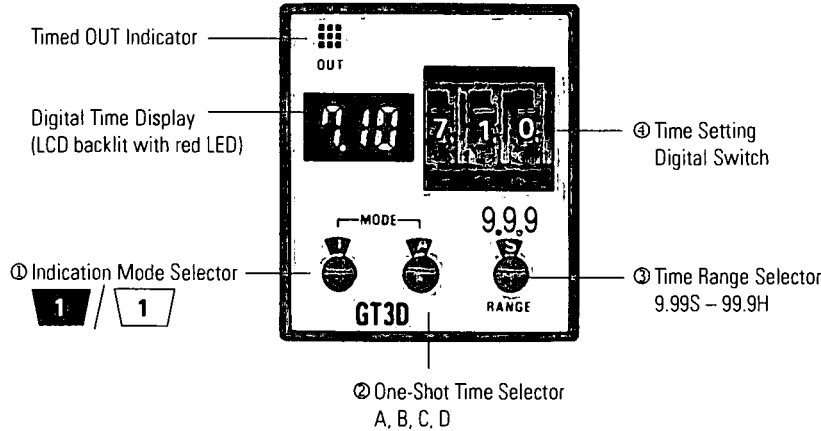 Timed OUT Indicator
OUT
Digital Time Display
(LCD backlit with red LED)
7.10
7 1 0
④ Time Setting
Digital Switch
9.9.9
MODE
1 A S
① Indication Mode Selector
1 / 1
③ Time Range Selector
9.99S – 99.9H
RANGE
GT3D
② One-Shot Time Selector
A, B, C, D